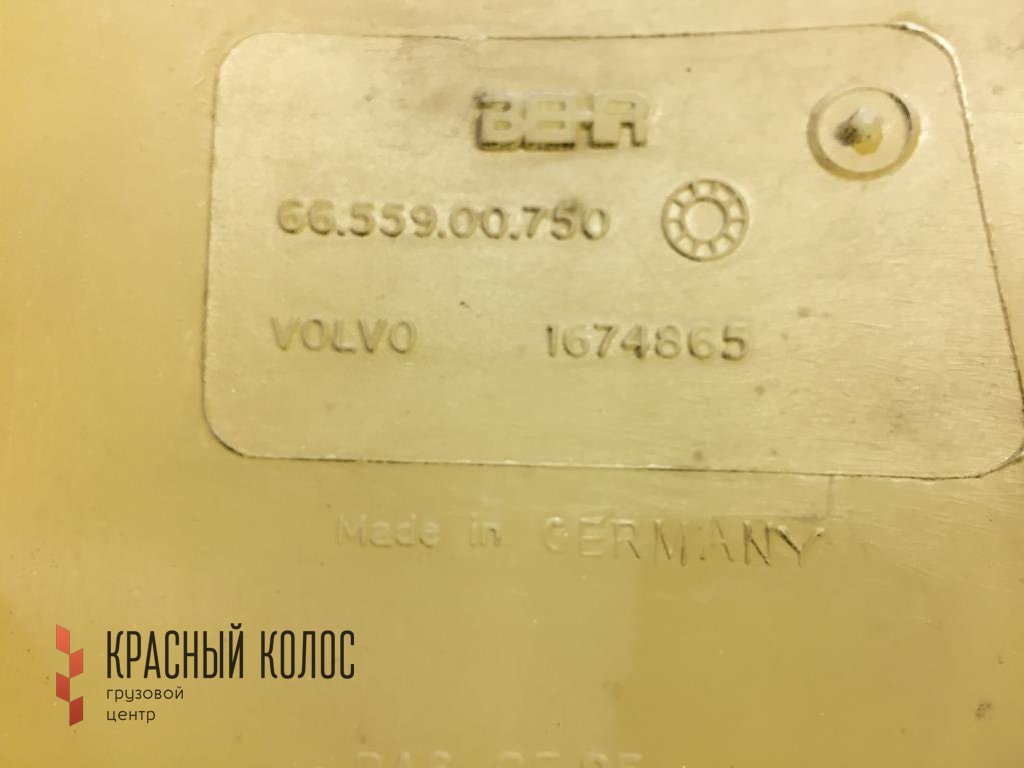 BEHR
66.559.00.750
VOLVO 1674865
Made in GERMANY
КРАСНЫЙ КОЛОС
грузовой
центр